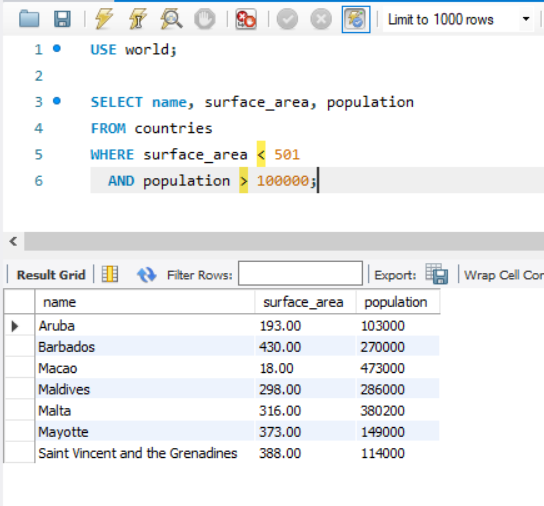 Limit to 1000 rows
1 USE world;
2
3 SELECT name, surface_area, population
4 FROM countries
5 WHERE surface_area < 501
6 AND population > 100000;
Result Grid Filter Rows: Export: Wrap Cell Con
name surface_area population
Aruba 193.00 103000
Barbados 430.00 270000
Macao 18.00 473000
Maldives 298.00 286000
Malta 316.00 380200
Mayotte 373.00 149000
Saint Vincent and the Grenadines 388.00 114000